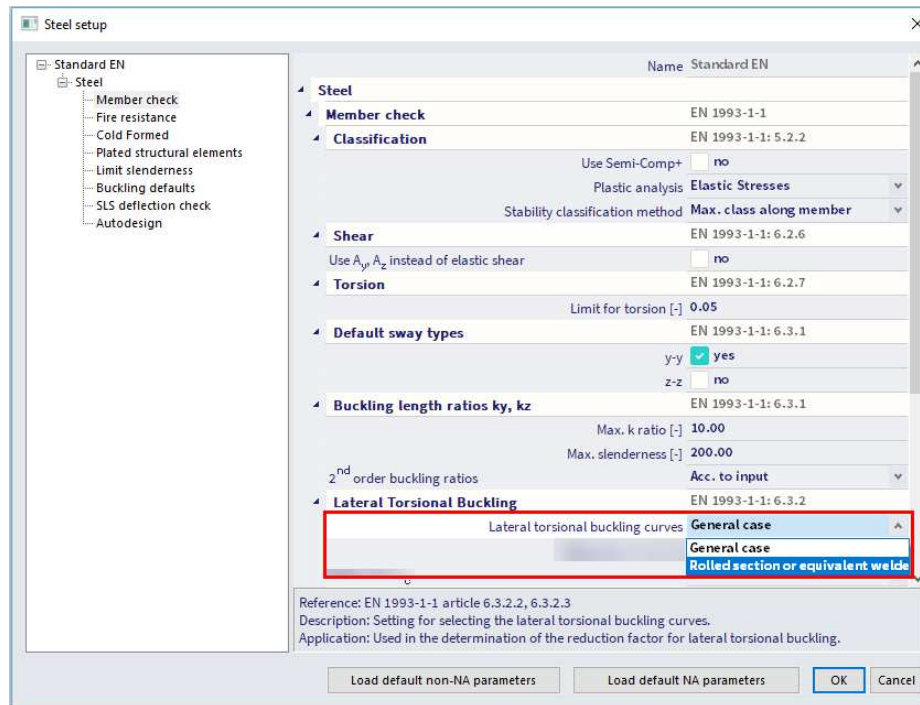 Steel setup
Standard EN
Steel
Member check
Fire resistance
Cold Formed
Plated structural elements
Limit slenderness
Buckling defaults
SLS deflection check
Autodesign
Name Standard EN
Steel
Member check EN 1993-1-1
Classification EN 1993-1-1: 5.2.2
Use Semi-Comp+ no
Plastic analysis Elastic Stresses
Stability classification method Max. class along member
Shear EN 1993-1-1: 6.2.6
Use Ay, Az instead of elastic shear no
Torsion EN 1993-1-1: 6.2.7
Limit for torsion [-] 0.05
Default sway types EN 1993-1-1: 6.3.1
y-y yes
z-z no
Buckling length ratios ky, kz EN 1993-1-1: 6.3.1
Max. k ratio [-] 10.00
Max. slenderness [-] 200.00
2nd order buckling ratios Acc. to input
Lateral Torsional Buckling EN 1993-1-1: 6.3.2
Lateral torsional buckling curves General case
General case
Rolled section or equivalent welde
Reference: EN 1993-1-1 article 6.3.2.2, 6.3.2.3
Description: Setting for selecting the lateral torsional buckling curves.
Application: Used in the determination of the reduction factor for lateral torsional buckling.
Load default non-NA parameters Load default NA parameters OK Cancel